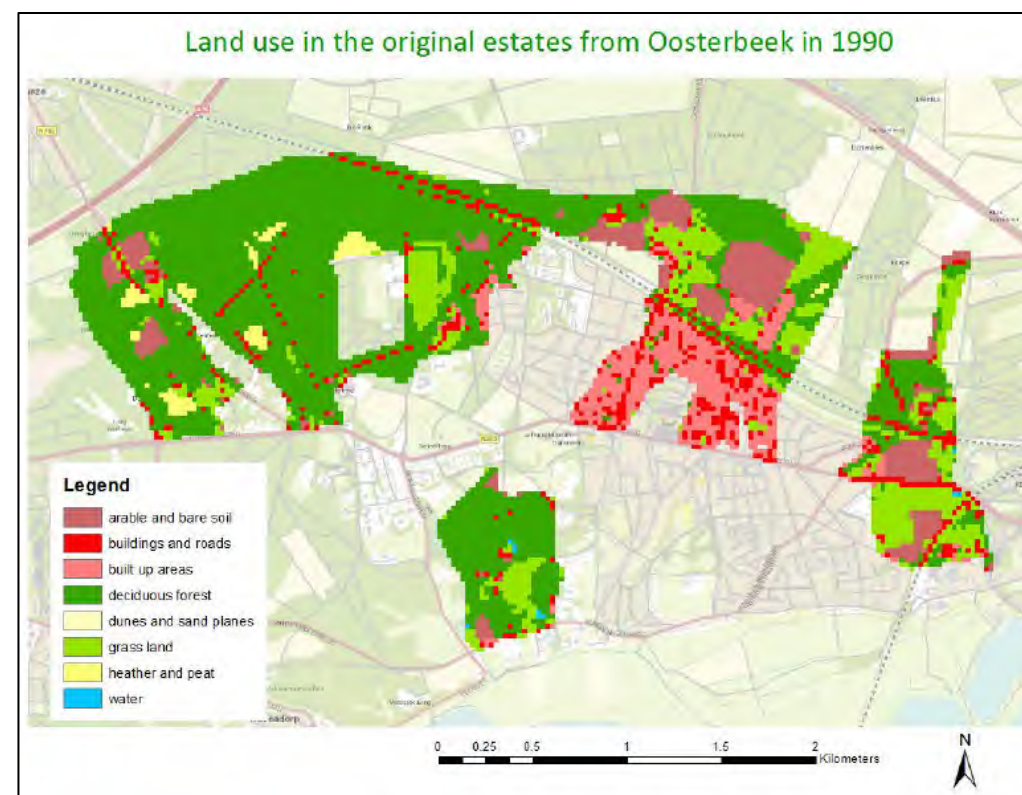 Land use in the original estates from Oosterbeek in 1990
Legend
arable and bare soil
buildings and roads
built up areas
deciduous forest
dunes and sand planes
grass land
heather and peat
water
0 0.25 0.5 1 1.5 2
Kilometers
N